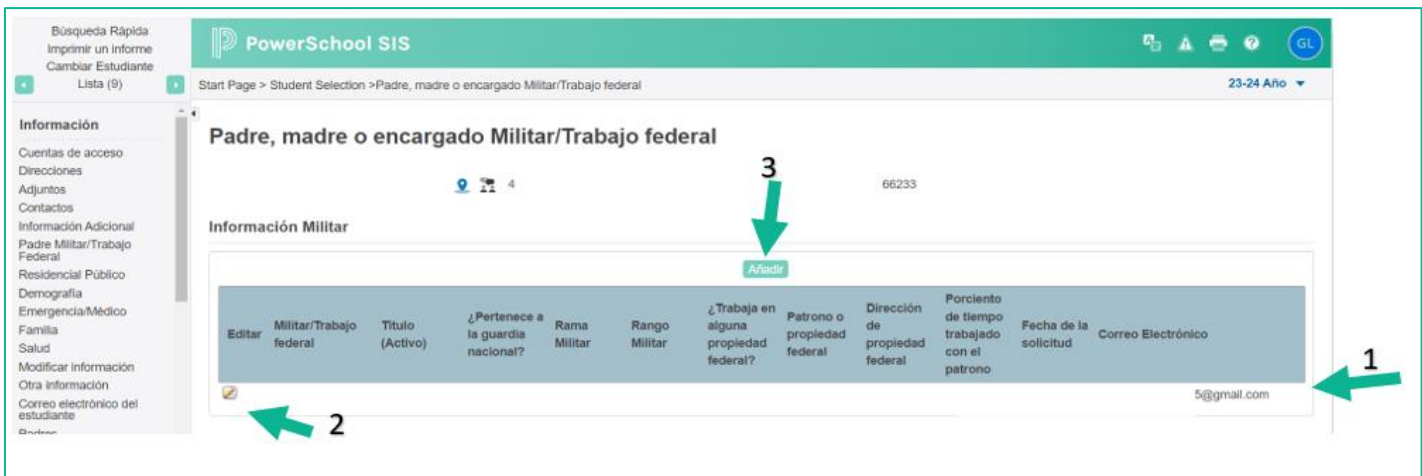 Búsqueda Rápida
Imprimir un informe
Cambiar Estudiante
Lista (9)
PowerSchool SIS
GL
Start Page > Student Selection >Padre, madre o encargado Militar/Trabajo federal
23-24 Año
Información
Cuentas de acceso
Direcciones
Adjuntos
Contactos
Información Adicional
Padre Militar/Trabajo
Federal
Residencial Público
Demografía
Emergencia/Médico
Familia
Salud
Modificar información
Otra información
Correo electrónico del
estudiante
Padres
Padre, madre o encargado Militar/Trabajo federal
4
66233
3
Información Militar
Añadir
Editar
Militar/Trabajo
federal
Título
(Activo)
¿Pertenece a
la guardia
nacional?
Rama
Militar
Rango
Militar
¿Trabaja en
alguna
propiedad
federal?
Patrono o
propiedad
federal
Dirección
de
propiedad
federal
Porciento
de tiempo
trabajado
con el
patrono
Fecha de la
solicitud
Correo Electrónico
5@gmail.com
1
2